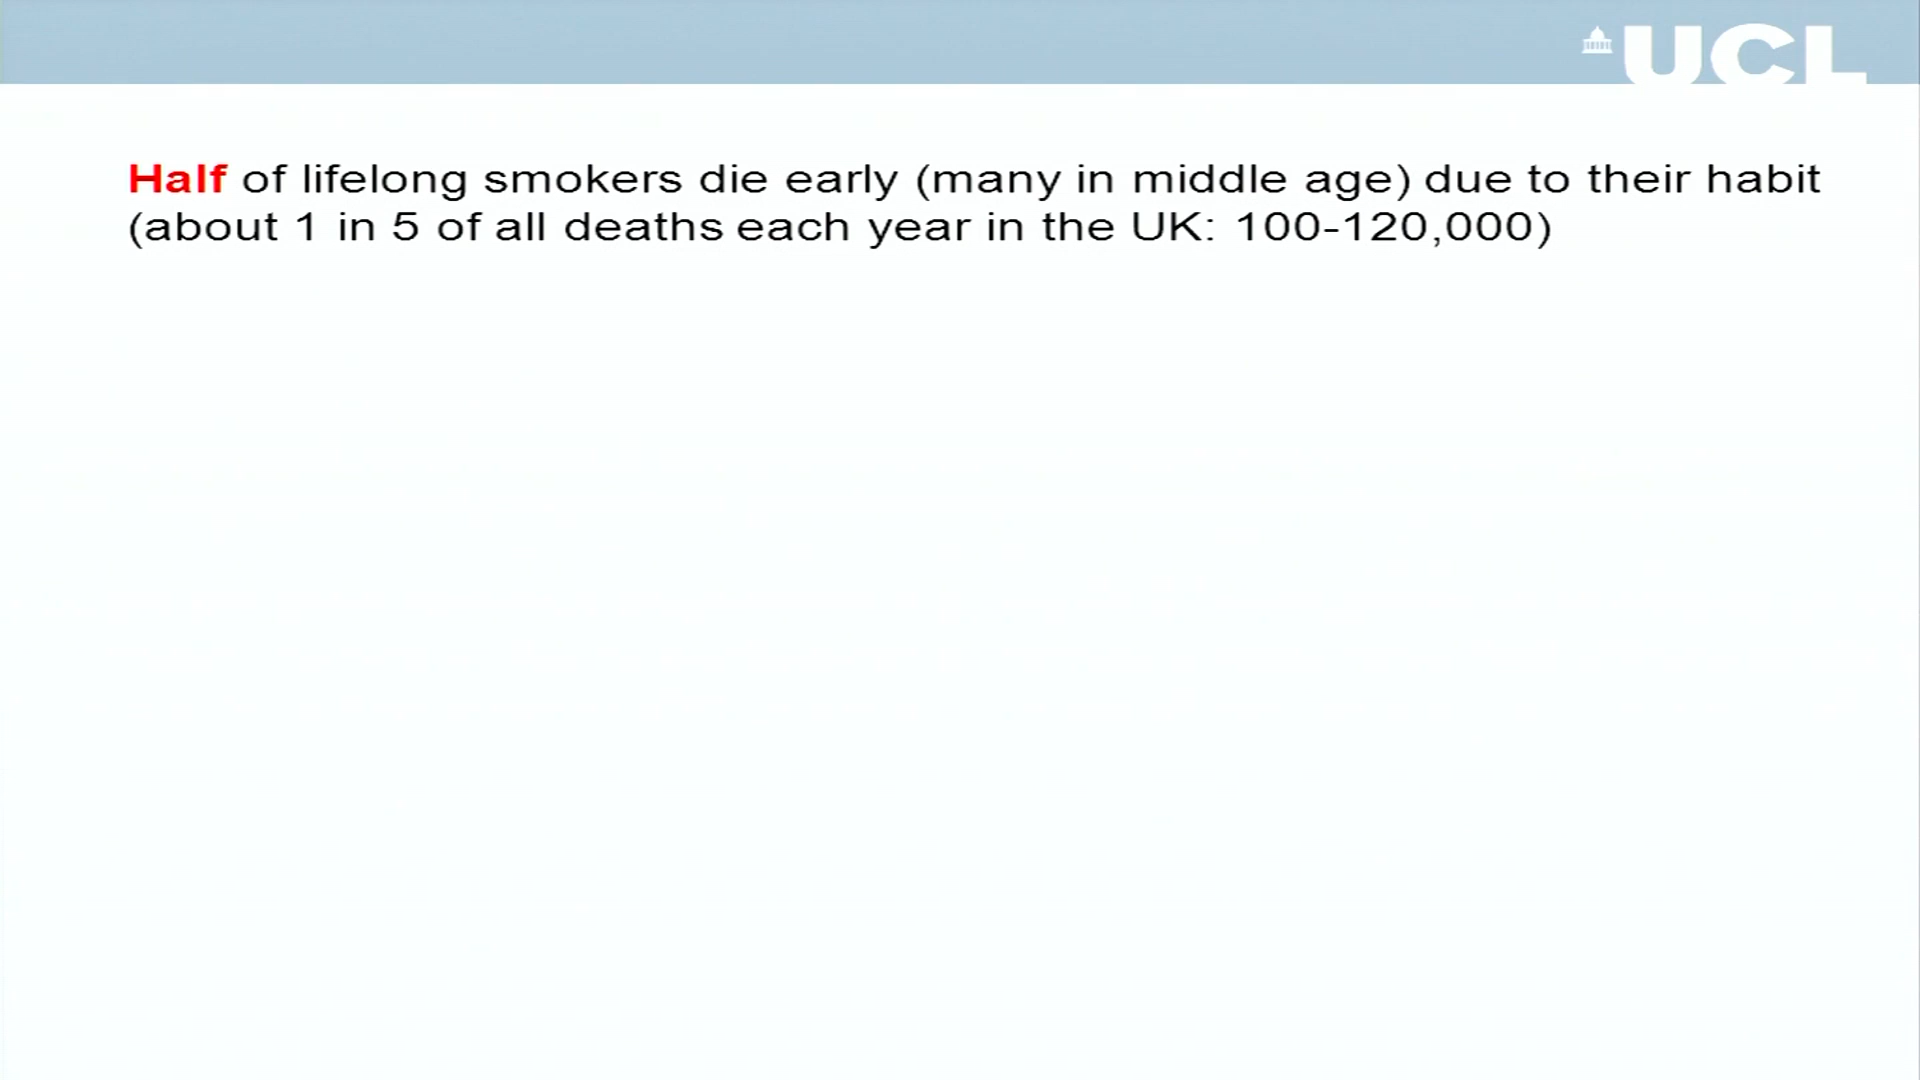 UCL
Half of lifelong smokers die early (many in middle age) due to their habit
(about 1 in 5 of all deaths each year in the UK: 100-120,000)